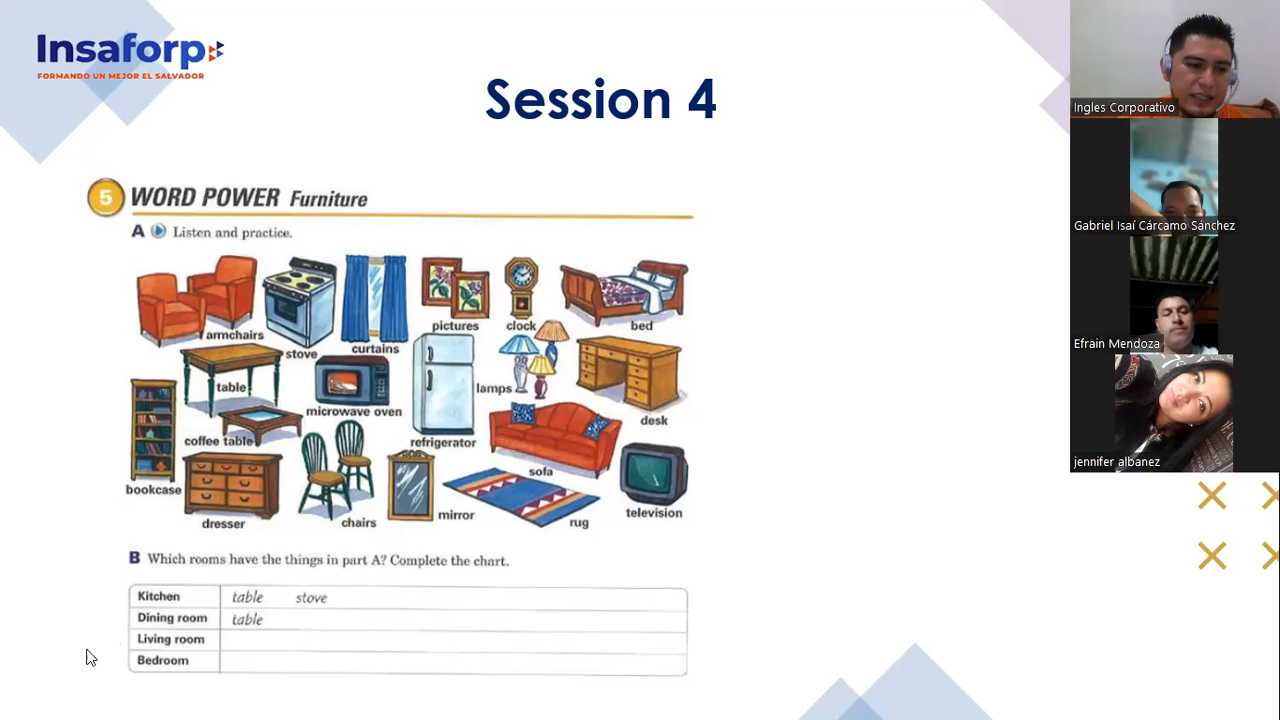 Insaforp
FORMANDO UN MEJOR EL SALVADOR
Session 4
5 WORD POWER Furniture
A Listen and practice.
armchairs
stove
curtains
pictures
clock
bed
table
microwave oven
refrigerator
lamps
desk
bookcase
coffee table
dresser
chairs
mirror
sofa
rug
television
B Which rooms have the things in part A? Complete the chart.
Kitchen table stove
Dining room table
Living room
Bedroom
Ingles Corporativo
Gabriel Isaí Cárcamo Sánchez
Efrain Mendoza
jennifer albanez